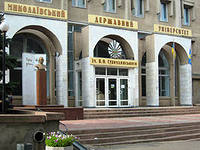 МИКОЛАЇВСЬКИЙ ДЕРЖАВНИЙ УНІВЕРСИТЕТ
ім. В.О. СУХОМЛИНСЬКОГО